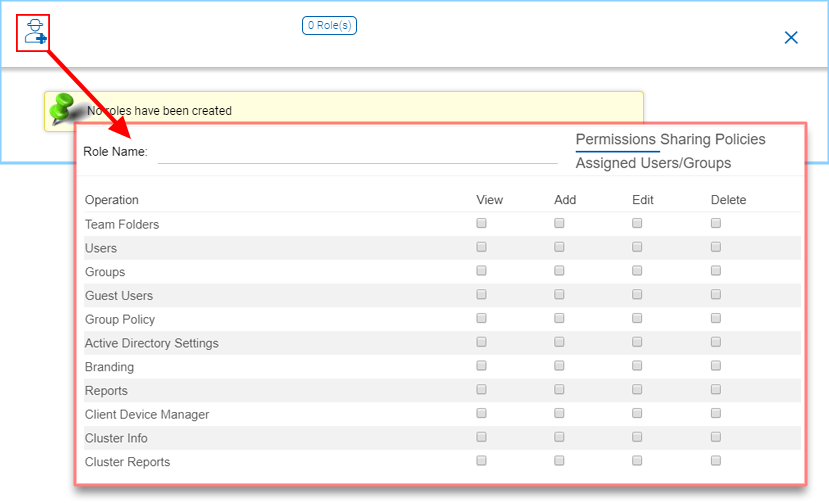 0 Role(s)
No roles have been created
Permissions Sharing Policies
Role Name:
Assigned Users/Groups
Operation View Add Edit Delete
Team Folders
Users
Groups
Guest Users
Group Policy
Active Directory Settings
Branding
Reports
Client Device Manager
Cluster Info
Cluster Reports